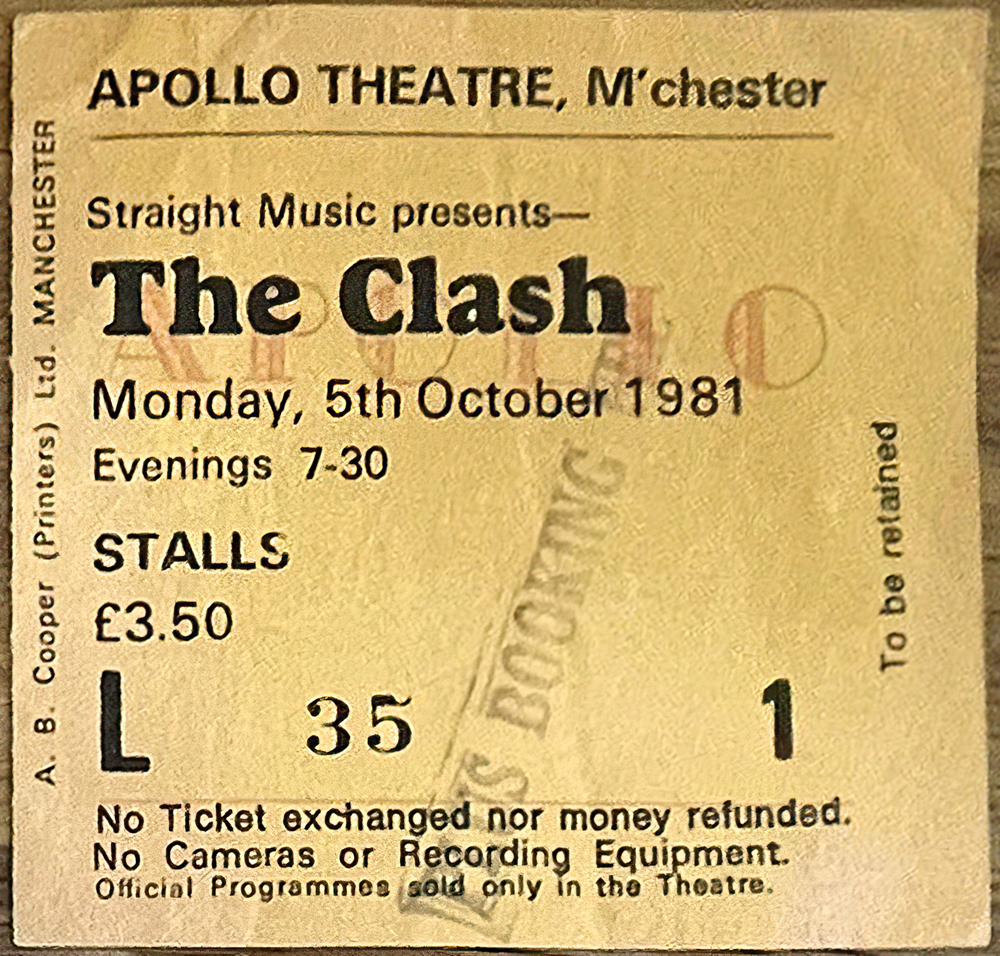 APOLLO THEATRE, M'chester
Straight Music presents—
The Clash
APOLLO
Monday, 5th October 1981
Evenings 7-30
STALLS
£3.50
L 35 1
No Ticket exchanged nor money refunded.
No Cameras or Recording Equipment.
Official Programmes sold only in the Theatre.
A. B. Cooper (Printers) Ltd. MANCHESTER
To be retained
BOOKING